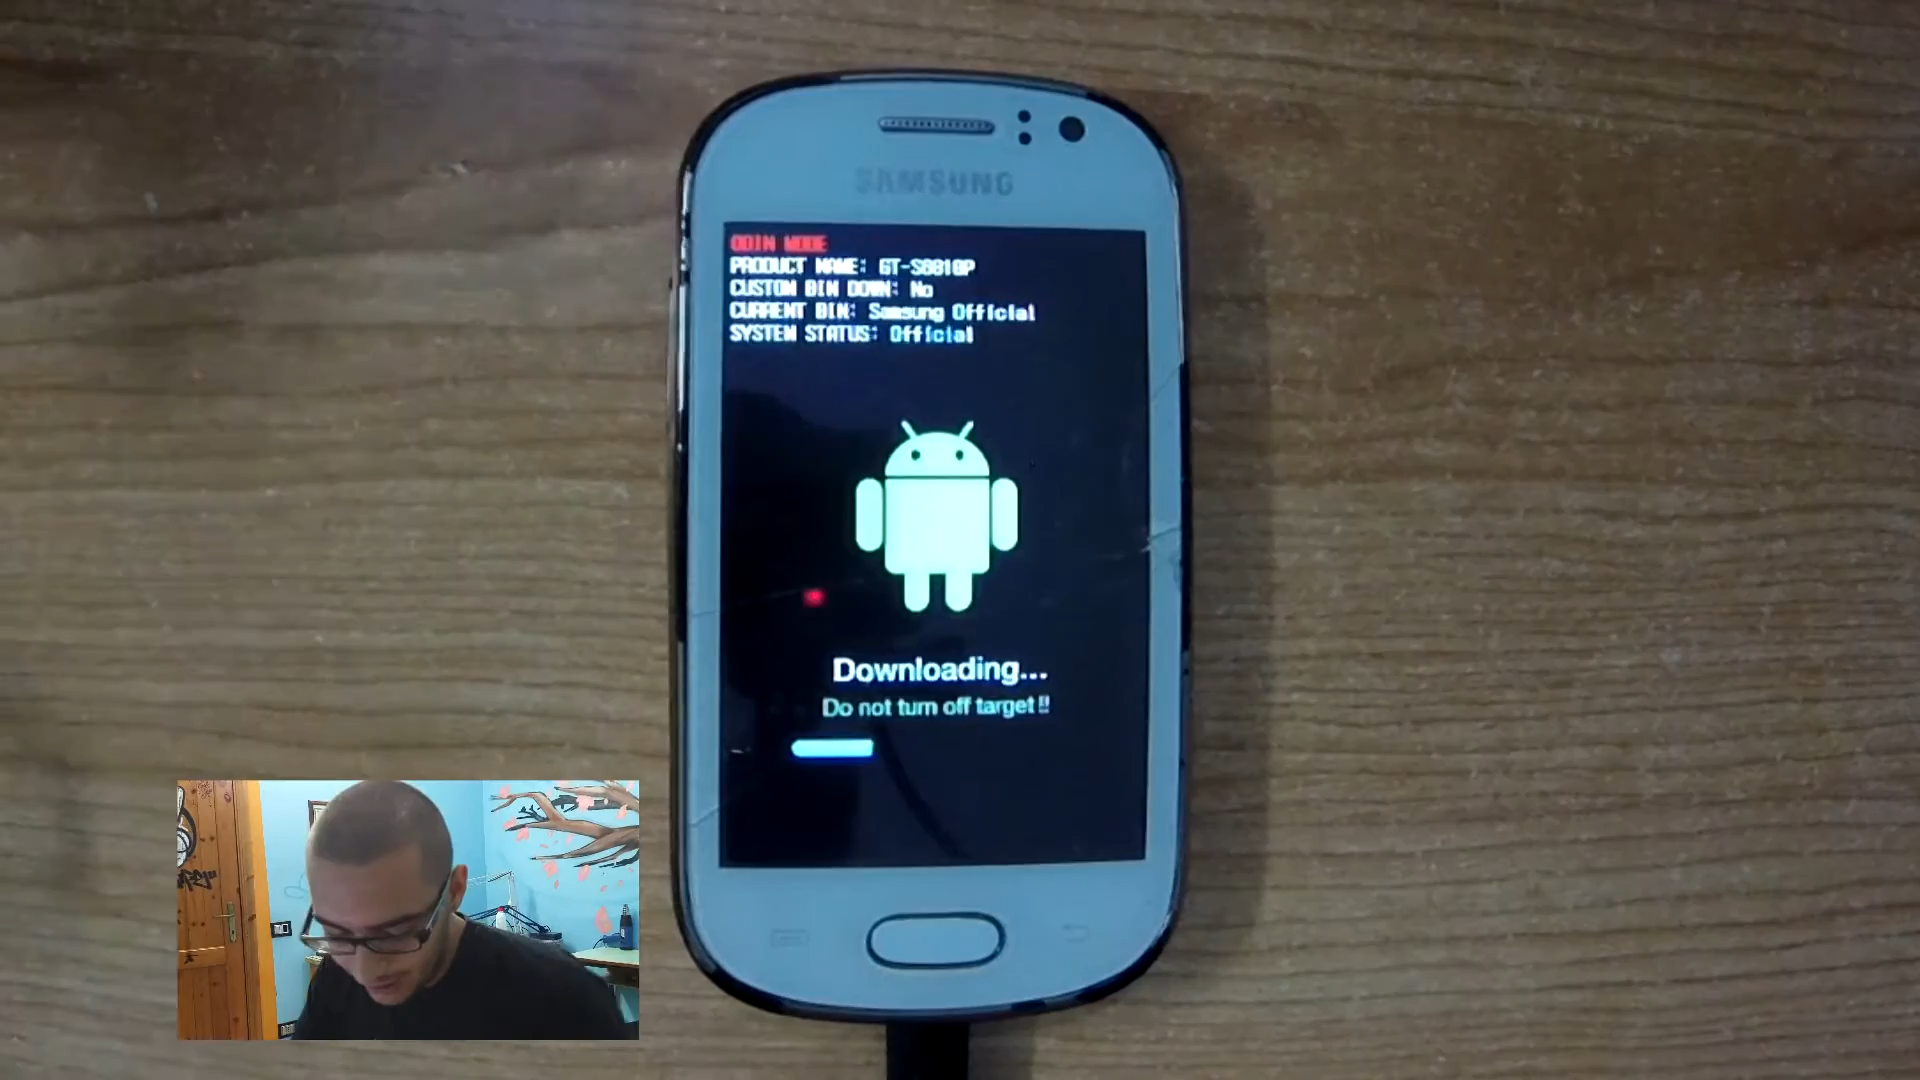 SAMSUNG
ODIN MODE
PRODUCT NAME: GT-S6810P
CUSTOM BIN DOWN: No
CURRENT BIN: Samsung Official
SYSTEM STATUS: Official
Downloading...
Do not turn off target!!